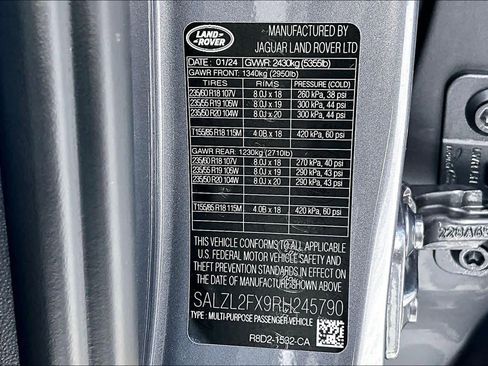 LAND ROVER
MANUFACTURED BY
JAGUAR LAND ROVER LTD
DATE: 01/24 GVWR 2430kg (5355lb)
GAWR FRONT: 1340kg (2950lb)
TIRES RIMS PRESSURE (COLD)
235/60 R18 107V 8.0J x 18 260 kPa, 38 psi
235/55 R19 105W 8.0J x 19 300 kPa, 44 psi
235/50 R20 104W 8.0J x 20 300 kPa, 44 psi
T155/85 R18 115M 4.0B x 18 420 kPa, 60 psi
GAWR REAR: 1230kg (2710lb)
235/60 R18 107V 8.0J x 18 270 kPa, 40 psi
235/55 R19 105W 8.0J x 19 290 kPa, 43 psi
235/50 R20 104W 8.0J x 20 290 kPa, 43 psi
T155/85 R18 115M 4.0B x 18 420 kPa, 60 psi
THIS VEHICLE CONFORMS TO ALL APPLICABLE
U.S. FEDERAL MOTOR VEHICLE SAFETY AND
THEFT PREVENTION STANDARDS IN EFFECT ON
THE DATE OF MANUFACTURE SHOWN ABOVE.
SALZL2FX9RH245790
TYPE : MULTI-PURPOSE PASSENGER VEHICLE
R8D2-1532-CA